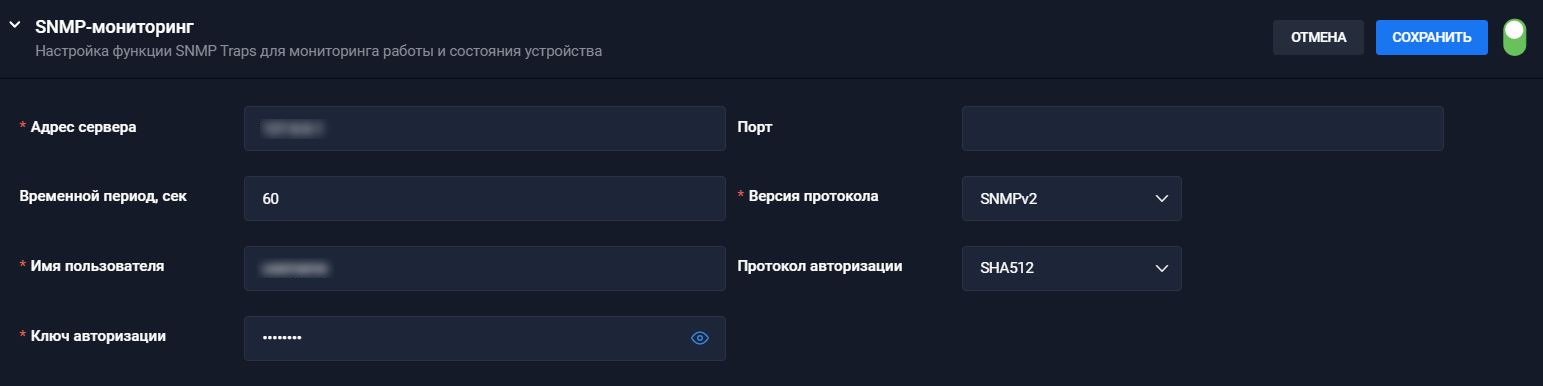 SNMP-мониторинг
Настройка функции SNMP Traps для мониторинга работы и состояния устройства
ОТМЕНА
СОХРАНИТЬ
* Адрес сервера
Порт
Временной период, сек
60
* Версия протокола
SNMPv2
* Имя пользователя
Протокол авторизации
SHA512
* Ключ авторизации
••••••••